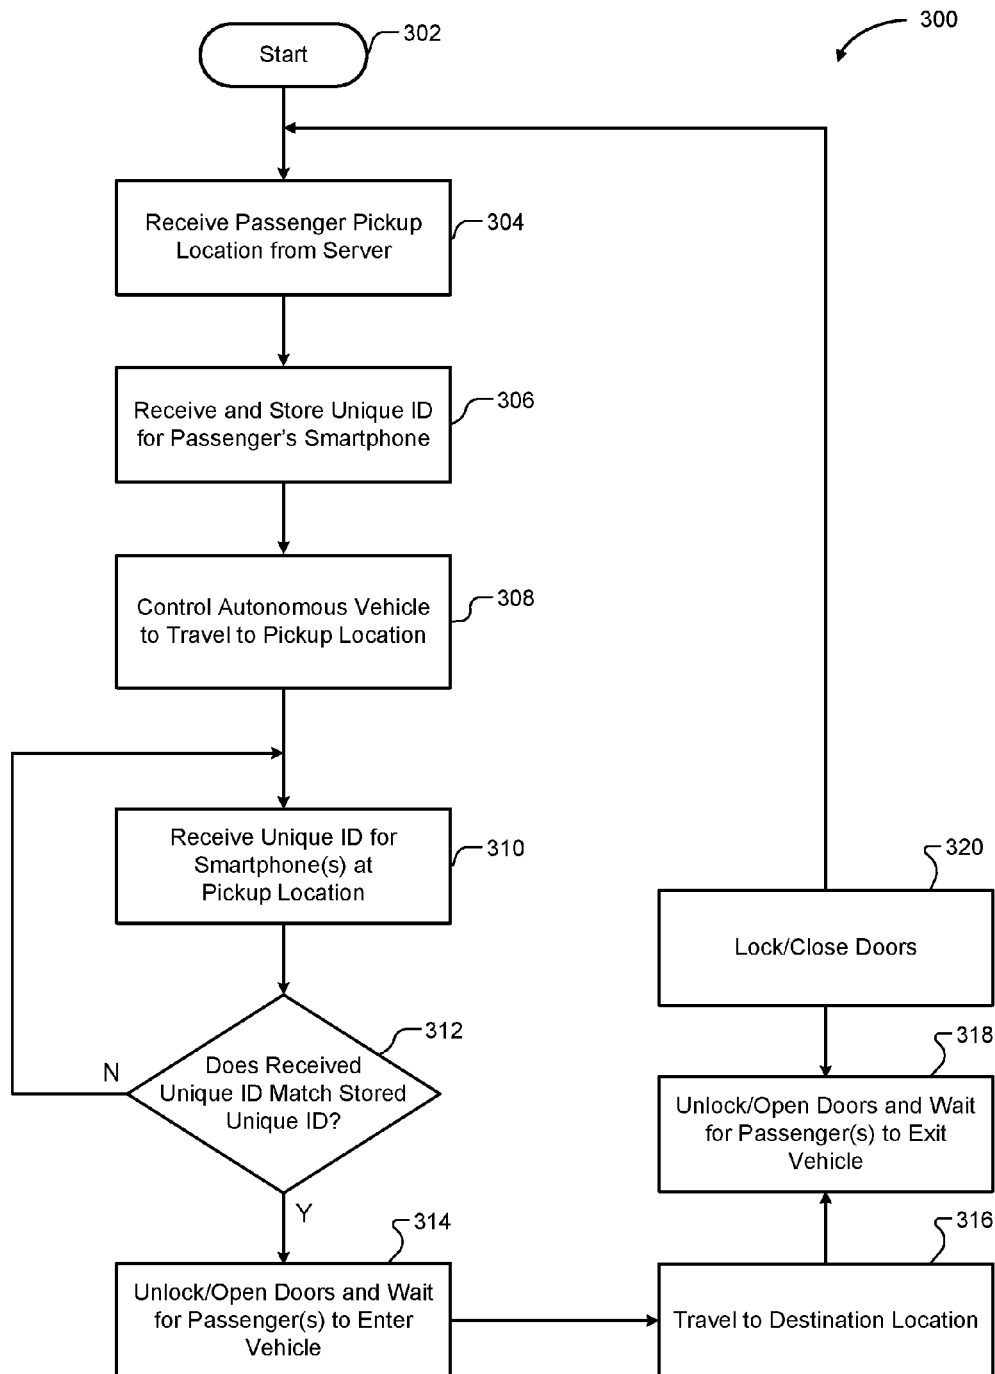 300
Start
302
Receive Passenger Pickup
Location from Server
304
Receive and Store Unique ID
for Passenger's Smartphone
306
Control Autonomous Vehicle
to Travel to Pickup Location
308
Receive Unique ID for
Smartphone(s) at
Pickup Location
310
Does Received
Unique ID Match Stored
Unique ID?
312
N
Y
Unlock/Open Doors and Wait
for Passenger(s) to Enter
Vehicle
314
Travel to Destination Location
316
Unlock/Open Doors and Wait
for Passenger(s) to Exit
Vehicle
318
Lock/Close Doors
320